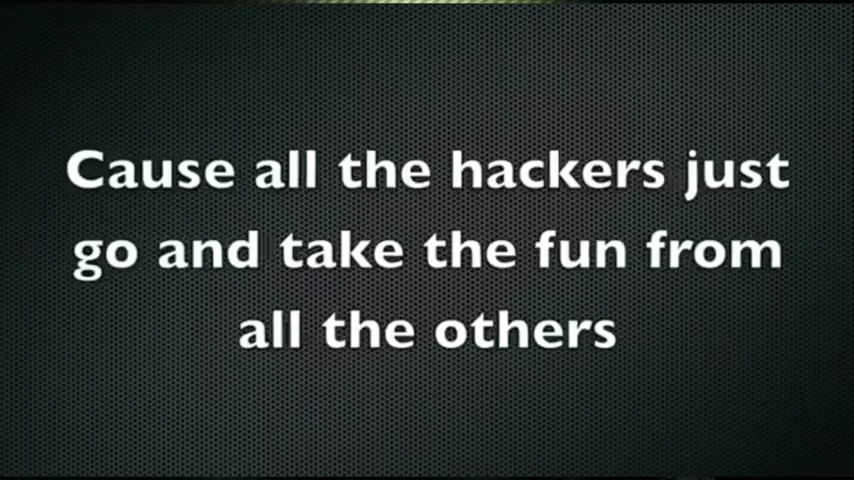 Cause all the hackers just
go and take the fun from
all the others